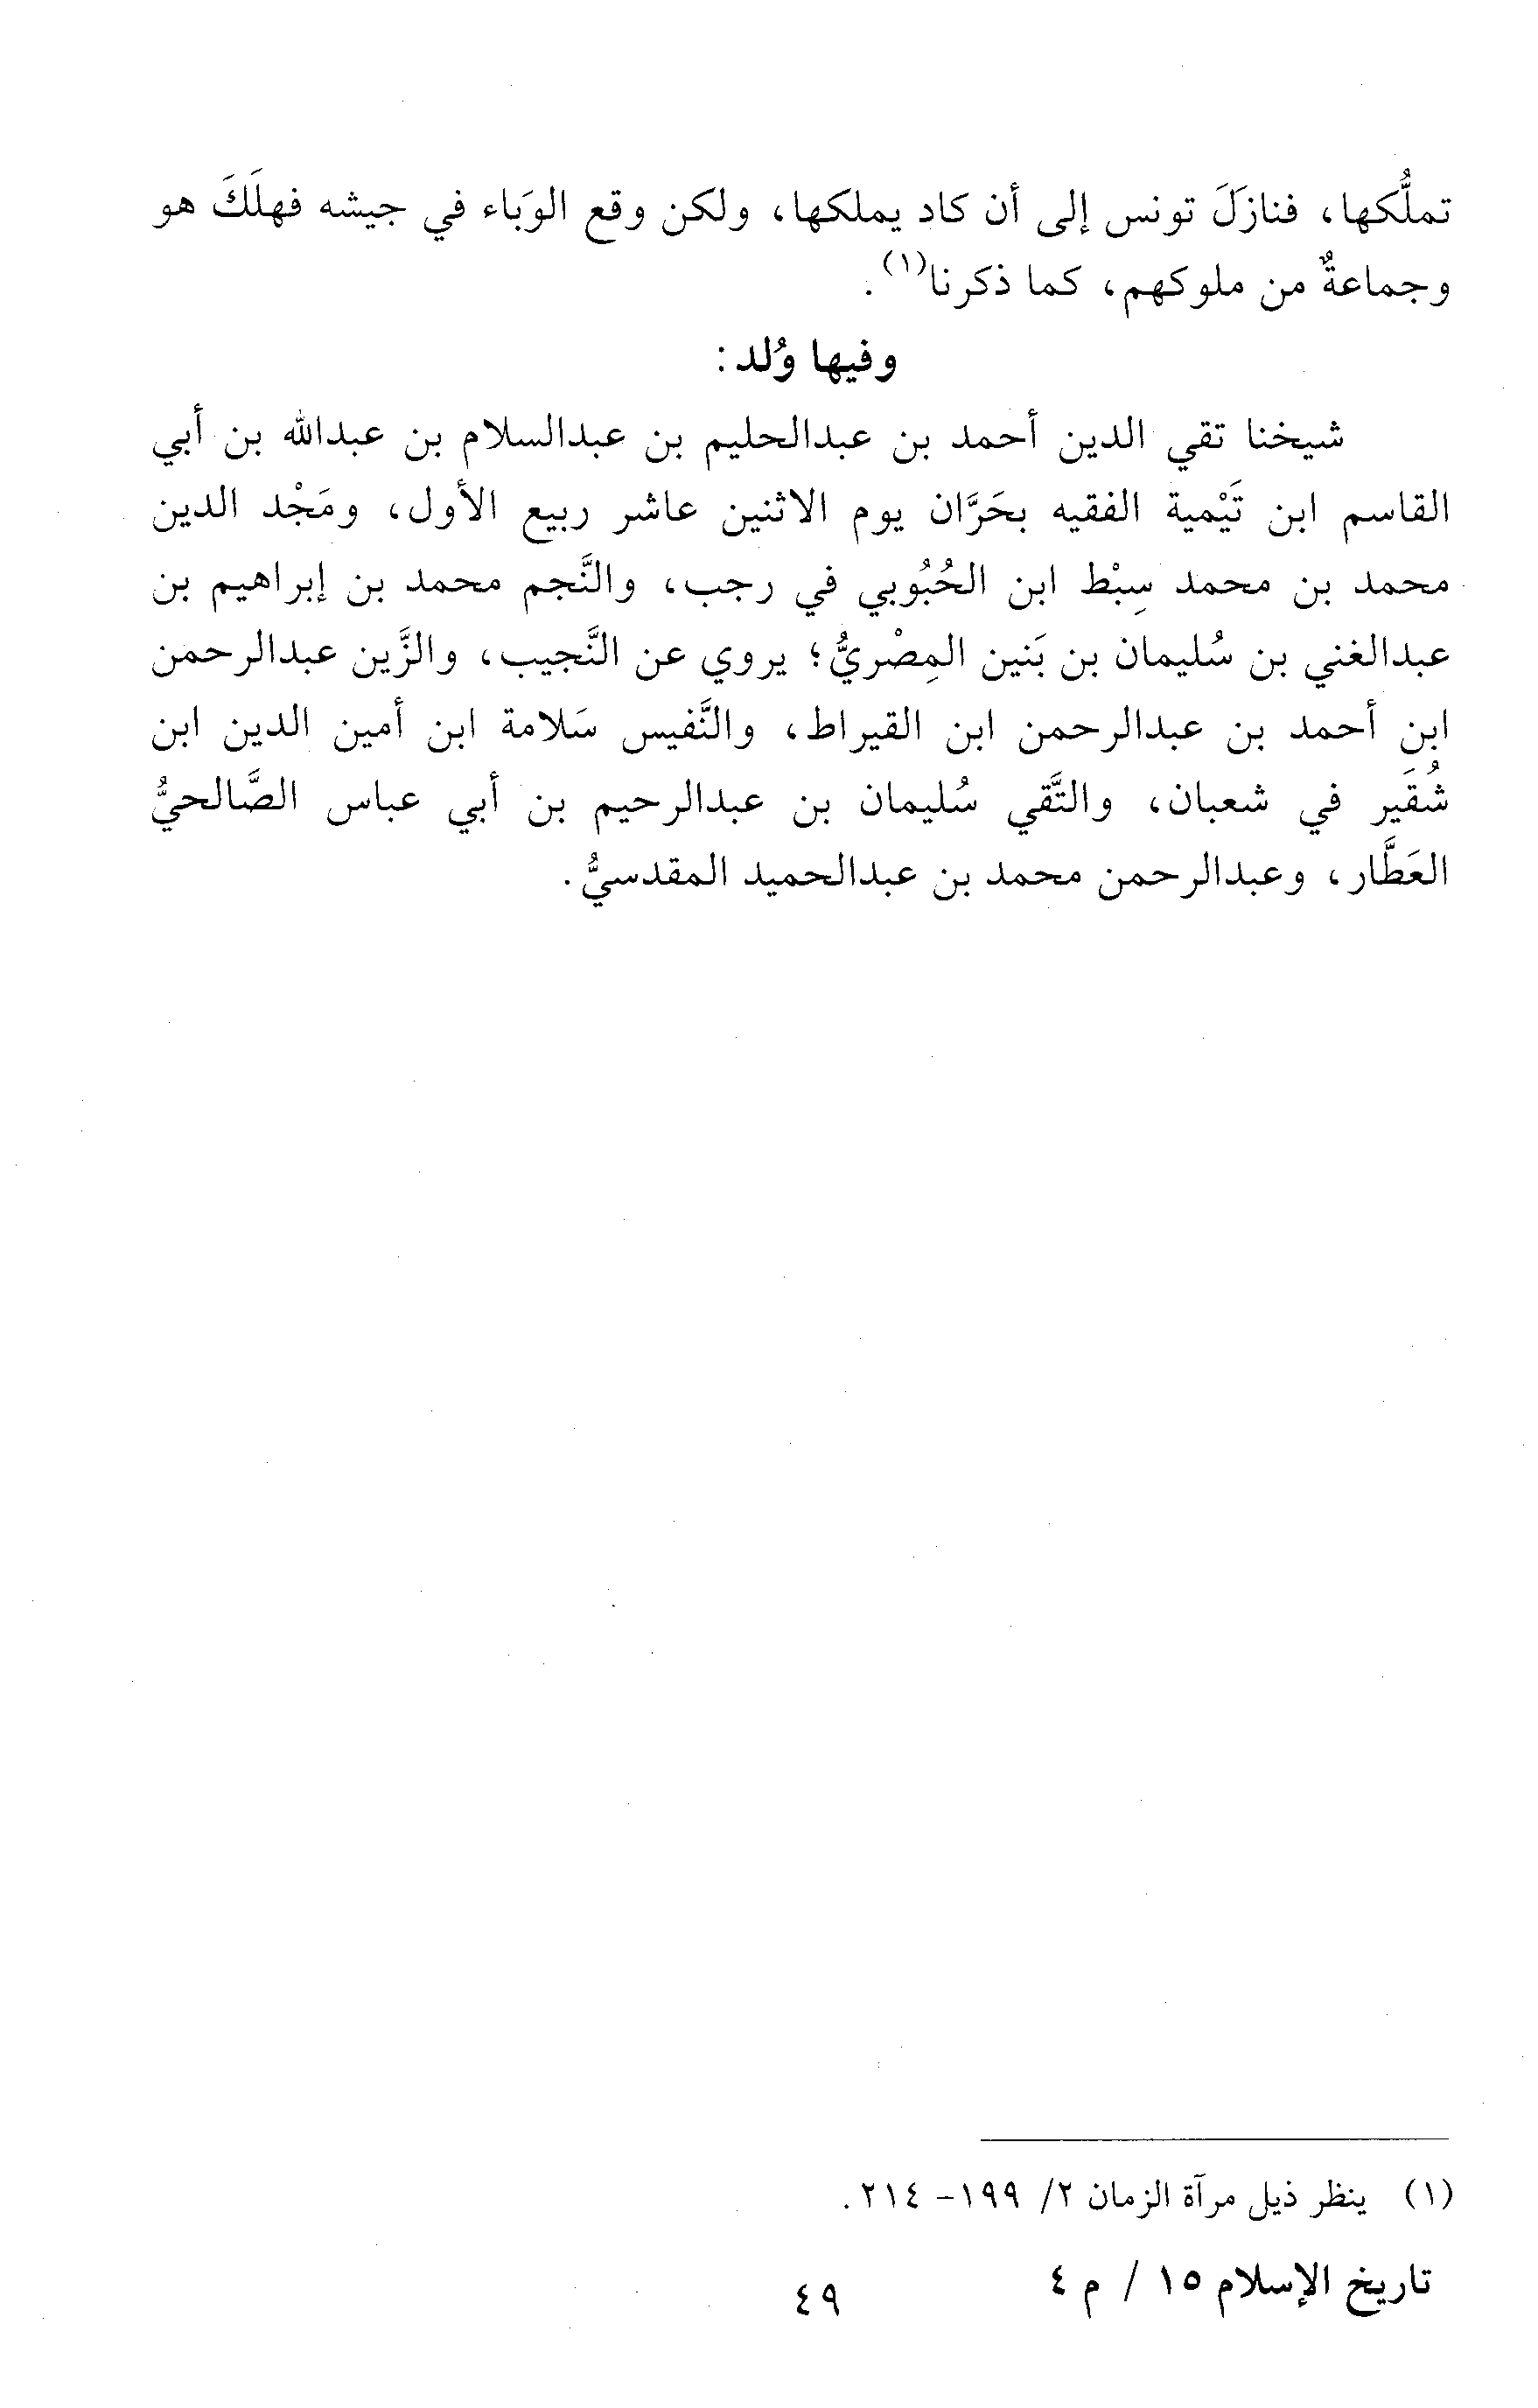 تملُّكها، فنازَلَ تونس إلى أن كاد يملكها، ولكن وقع الوَباء في جيشه فهلَكَ هو
وجماعةٌ من ملوكهم، كما ذكرنا(١).
وفيها وُلد:
شيخنا تقي الدين أحمد بن عبدالحليم بن عبدالسلام بن عبدالله بن أبي
القاسم ابن تَيْمية الفقيه بحَرَّان يوم الاثنين عاشر ربيع الأول، ومَجْد الدين
محمد بن محمد سِبْط ابن الحُبُوبي في رجب، والنَّجم محمد بن إبراهيم بن
عبدالغني بن سُليمان بن بَنين المِصْريُّ؛ يروي عن النَّجيب، والزَّين عبدالرحمن
ابن أحمد بن عبدالرحمن ابن القيراط، والنَّفيس سَلامة ابن أمين الدين ابن
شُقَير في شعبان، والتَّقي سُليمان بن عبدالرحيم بن أبي عباس الصَّالحيُّ
العَطَّار، وعبدالرحمن محمد بن عبدالحميد المقدسيُّ.
(١) ينظر ذيل مرآة الزمان ٢/ ١٩٩- ٢١٤.
تاريخ الإسلام ١٥ / م ٤
٤٩